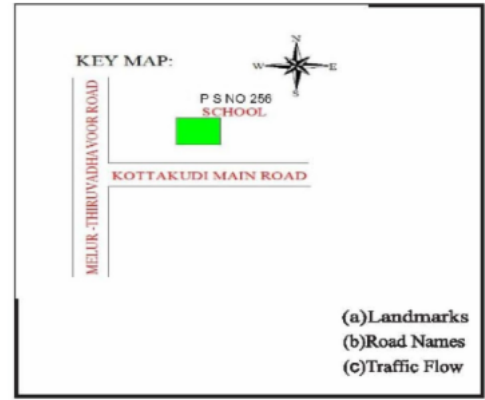 N
KEY MAP:
W E
S
P S NO 256
SCHOOL
MELUR -THIRUVADHAVOOR ROAD
KOTTAKUDI MAIN ROAD
(a)Landmarks
(b)Road Names
(c)Traffic Flow